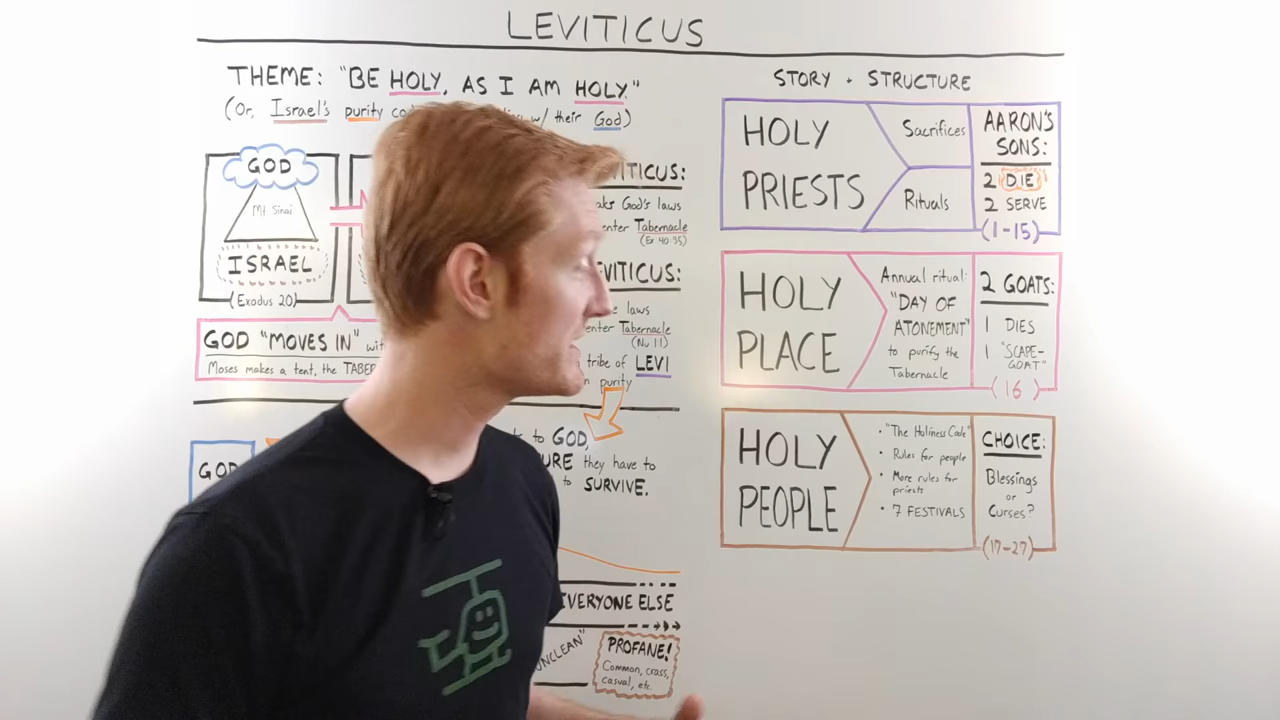 LEVITICUS
THEME: "BE HOLY, AS I AM HOLY."
(Or, Israel's purity w/ their God)
GOD
Mt. Sinai
ISRAEL
(Exodus 20)
GOD "MOVES IN"
Moses makes a tent, the
God's laws
enter Tabernacle
(Ex 40:35)
laws
enter Tabernacle
(Nu 1:1)
tribe of LEVI
purity
GOD
to GOD,
they have to
to SURVIVE.
EVERYONE ELSE
PROFANE!
Common, crass,
casual, etc.
STORY + STRUCTURE
HOLY
PRIESTS
Sacrifices
Rituals
AARON'S
SONS:
2 DIE
2 SERVE
(1-15)
HOLY
PLACE
Annual ritual:
"DAY OF
ATONEMENT"
to purify the
Tabernacle
2 GOATS:
1 DIES
1 "SCAPE-
GOAT"
(16)
HOLY
PEOPLE
• "The Holiness Code"
• Rules for people
• More rules for
priests
• 7 FESTIVALS
CHOICE:
Blessings
or
Curses?
(17-27)